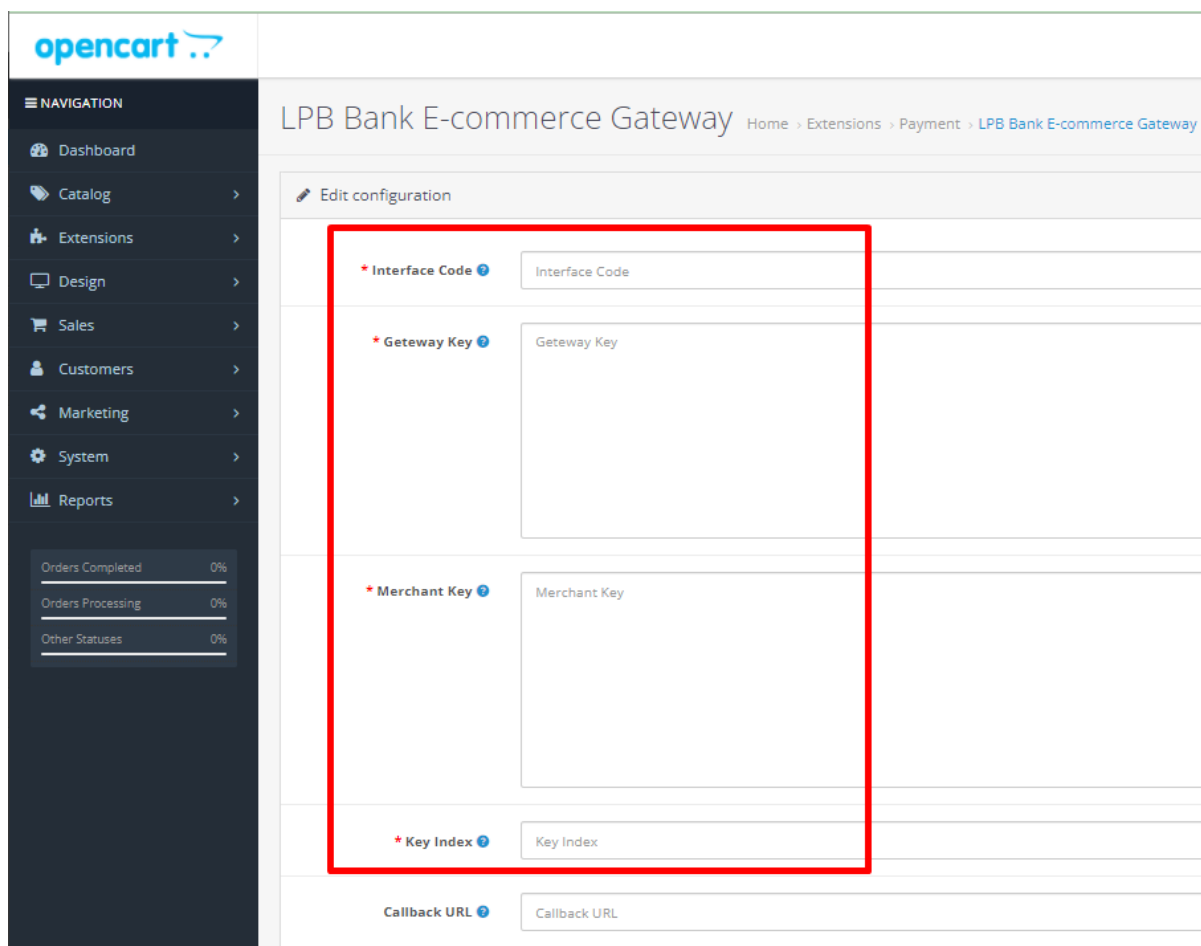 opencart
NAVIGATION
LPB Bank E-commerce Gateway Home › Extensions › Payment › LPB Bank E-commerce Gateway
Dashboard
Catalog
Extensions
Design
Sales
Customers
Marketing
System
Reports
Orders Completed 0%
Orders Processing 0%
Other Statuses 0%
Edit configuration
* Interface Code ? Interface Code
* Geteway Key ? Geteway Key
* Merchant Key ? Merchant Key
* Key Index ? Key Index
Callback URL ? Callback URL